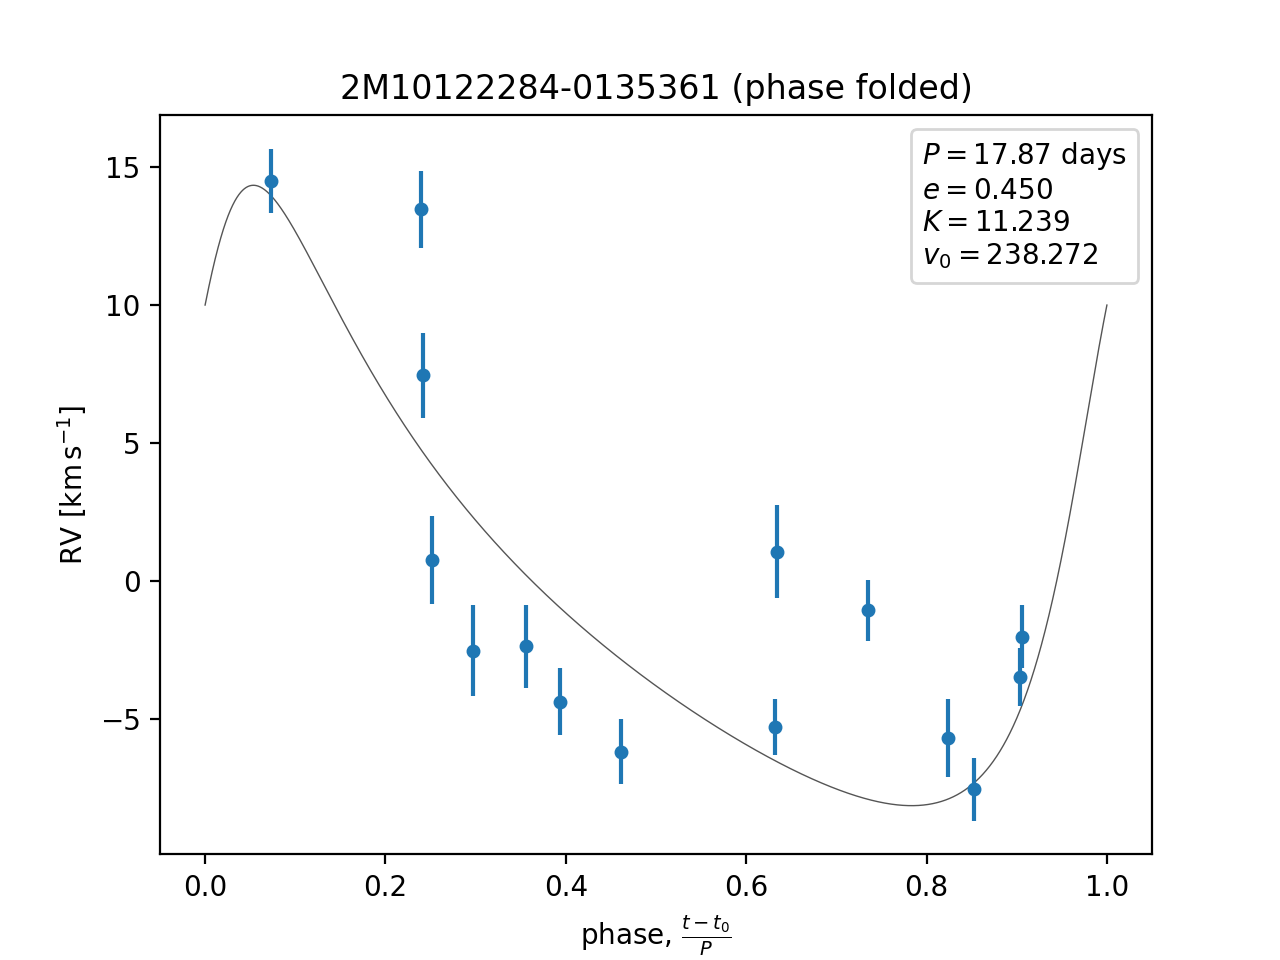 2M10122284-0135361 (phase folded)
P = 17.87 days
e = 0.450
K = 11.239
v₀ = 238.272
RV [km s⁻¹]
15
10
5
0
−5
0.0 0.2 0.4 0.6 0.8 1.0
phase, (t − t₀)/P